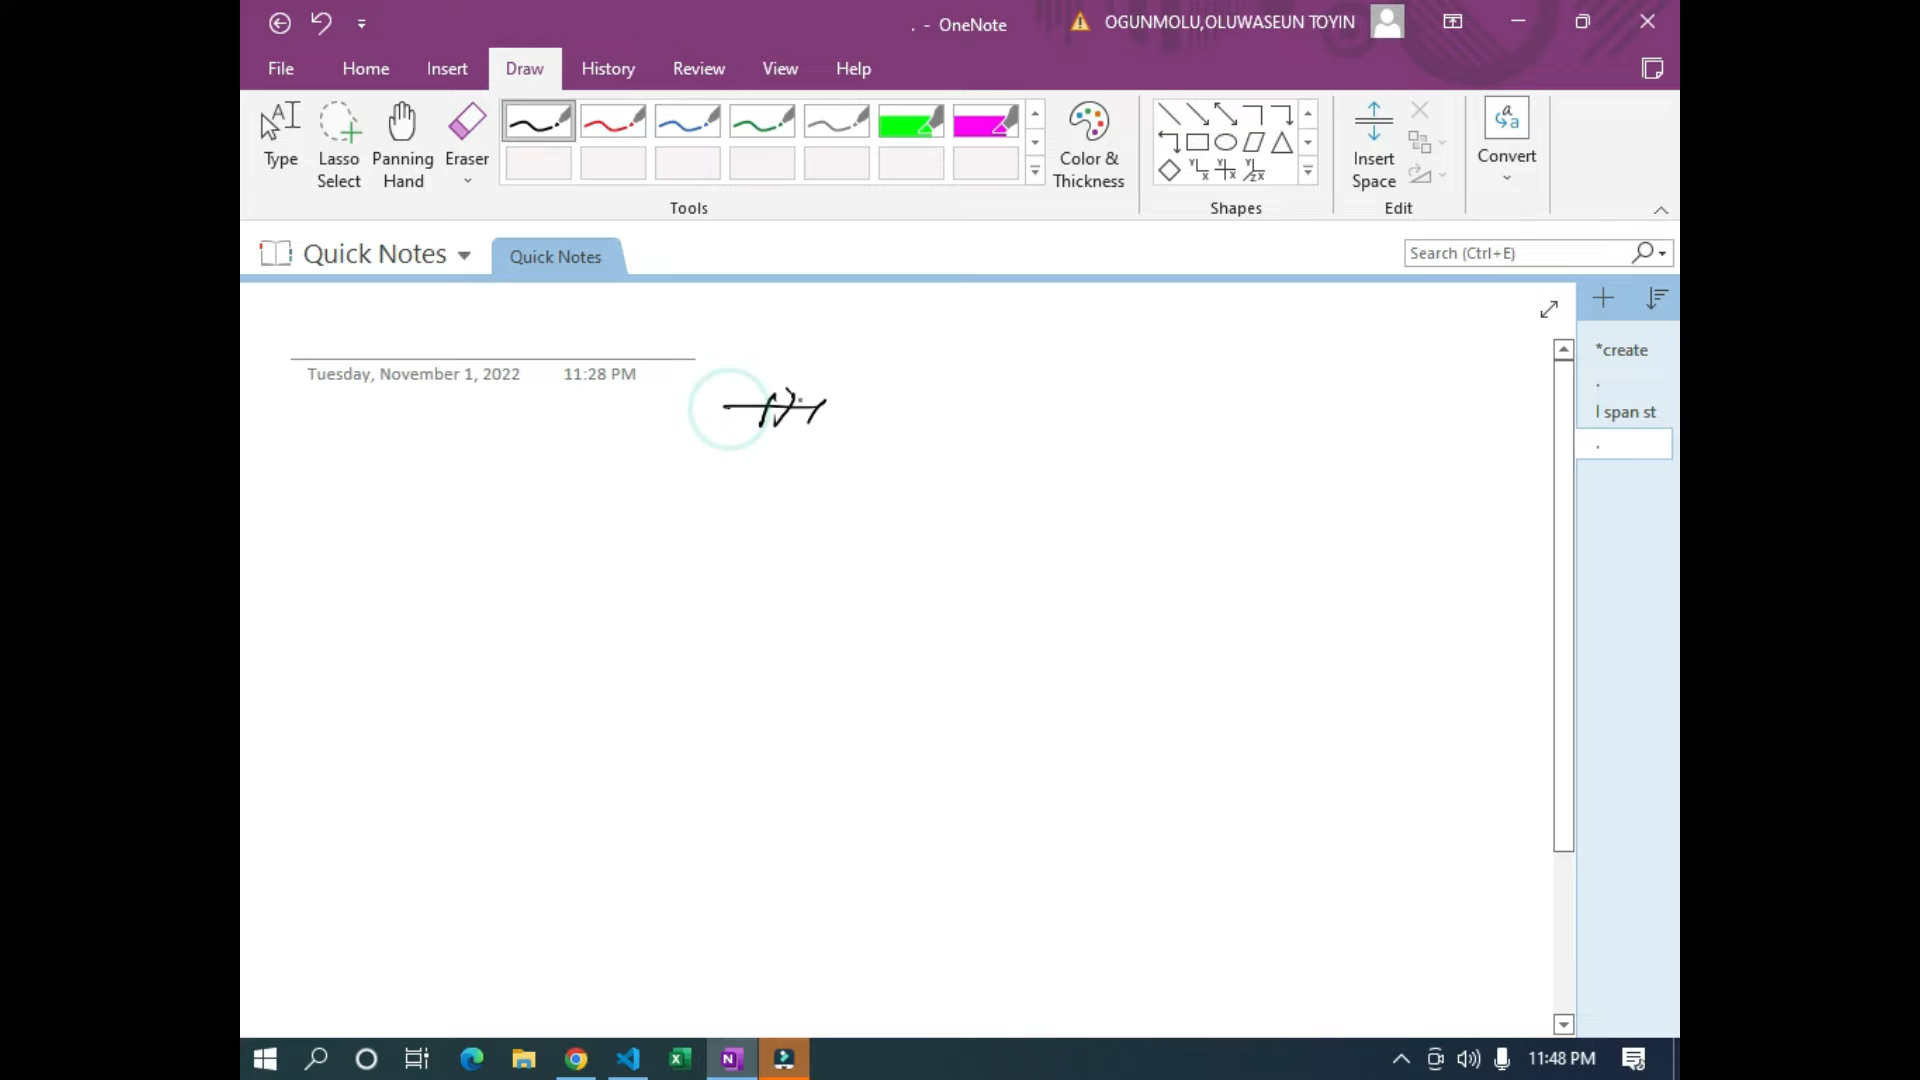 . - OneNote
OGUNMOLU,OLUWASEUN TOYIN
File Home Insert Draw History Review View Help
Type
Lasso Select
Panning Hand
Eraser
Color & Thickness
Insert Space
Convert
Tools
Shapes
Edit
Quick Notes
Quick Notes
Search (Ctrl+E)
Tuesday, November 1, 2022 11:28 PM
*create
.
I span st
.
11:48 PM